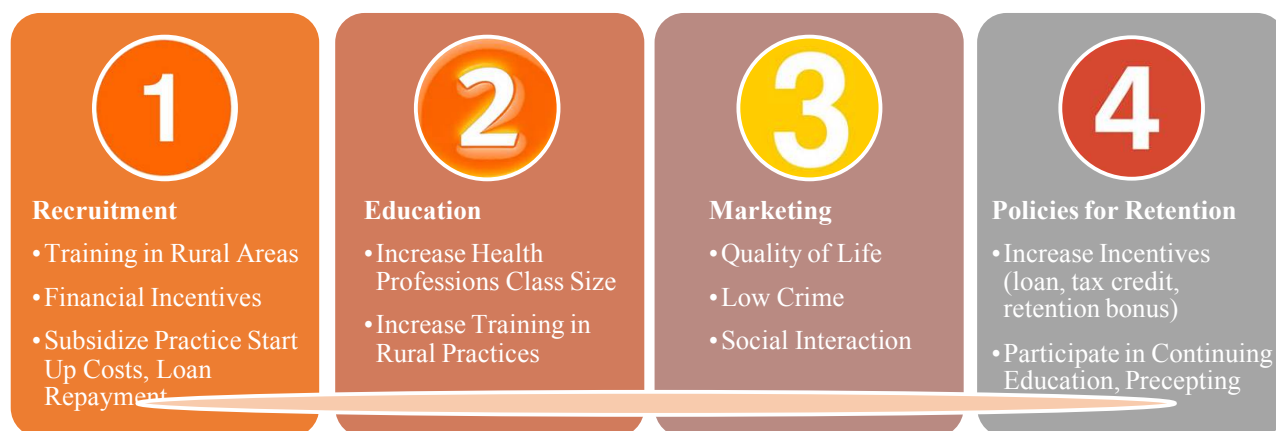 1
Recruitment
•Training in Rural Areas
•Financial Incentives
•Subsidize Practice Start
Up Costs, Loan
Repayment
2
Education
•Increase Health
Professions Class Size
•Increase Training in
Rural Practices
3
Marketing
•Quality of Life
•Low Crime
•Social Interaction
4
Policies for Retention
•Increase Incentives
(loan, tax credit,
retention bonus)
•Participate in Continuing
Education, Precepting